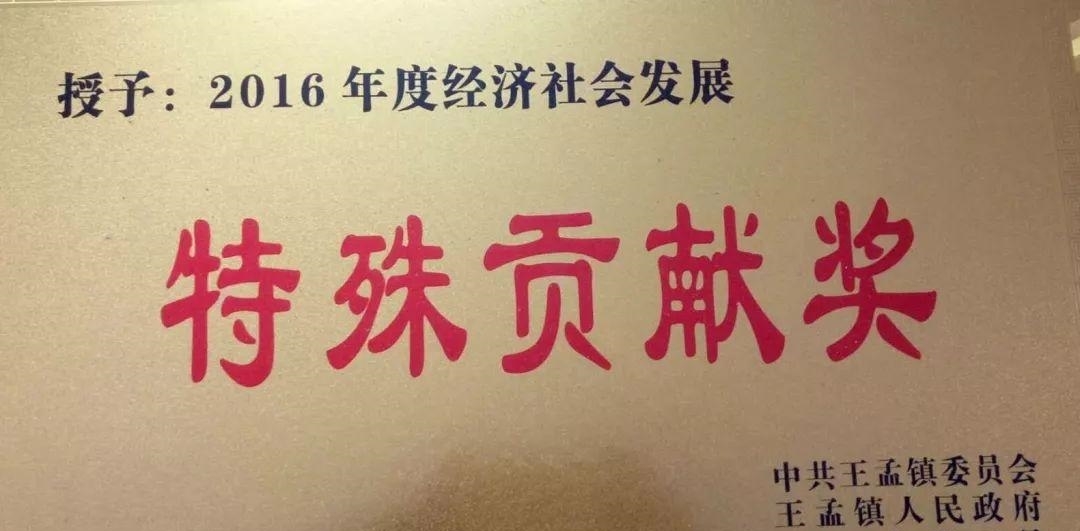 授予：2016年度经济社会发展
特殊贡献奖
中共王孟镇委员会
王孟镇人民政府